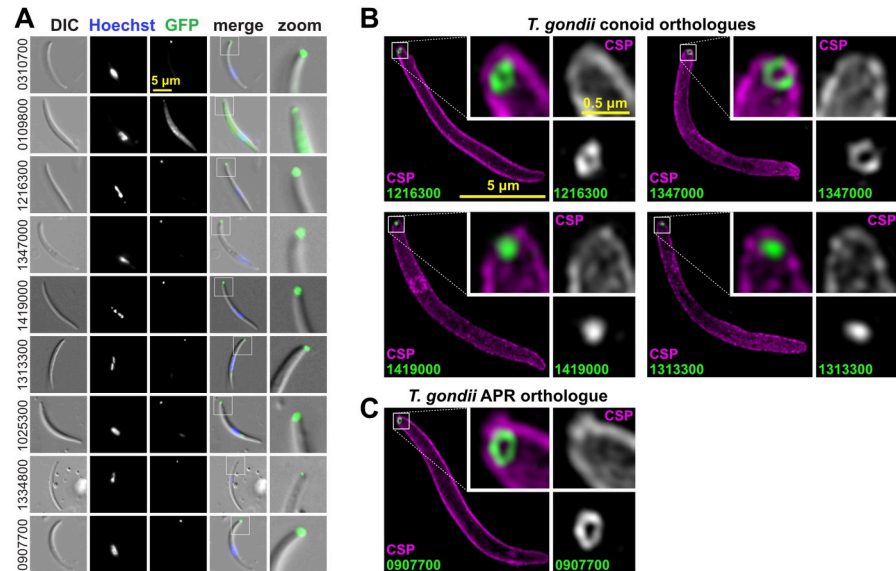 A
DIC Hoechst GFP merge zoom
0310700
5 µm
0109800
1216300
1347000
1419000
1313300
1025300
1334800
0907700
B
T. gondii conoid orthologues
CSP
0.5 µm
CSP
1216300
5 µm
1216300
CSP
CSP
1347000
1347000
CSP
CSP
1419000
1419000
CSP
CSP
1313300
1313300
C
T. gondii APR orthologue
CSP
CSP
0907700
0907700